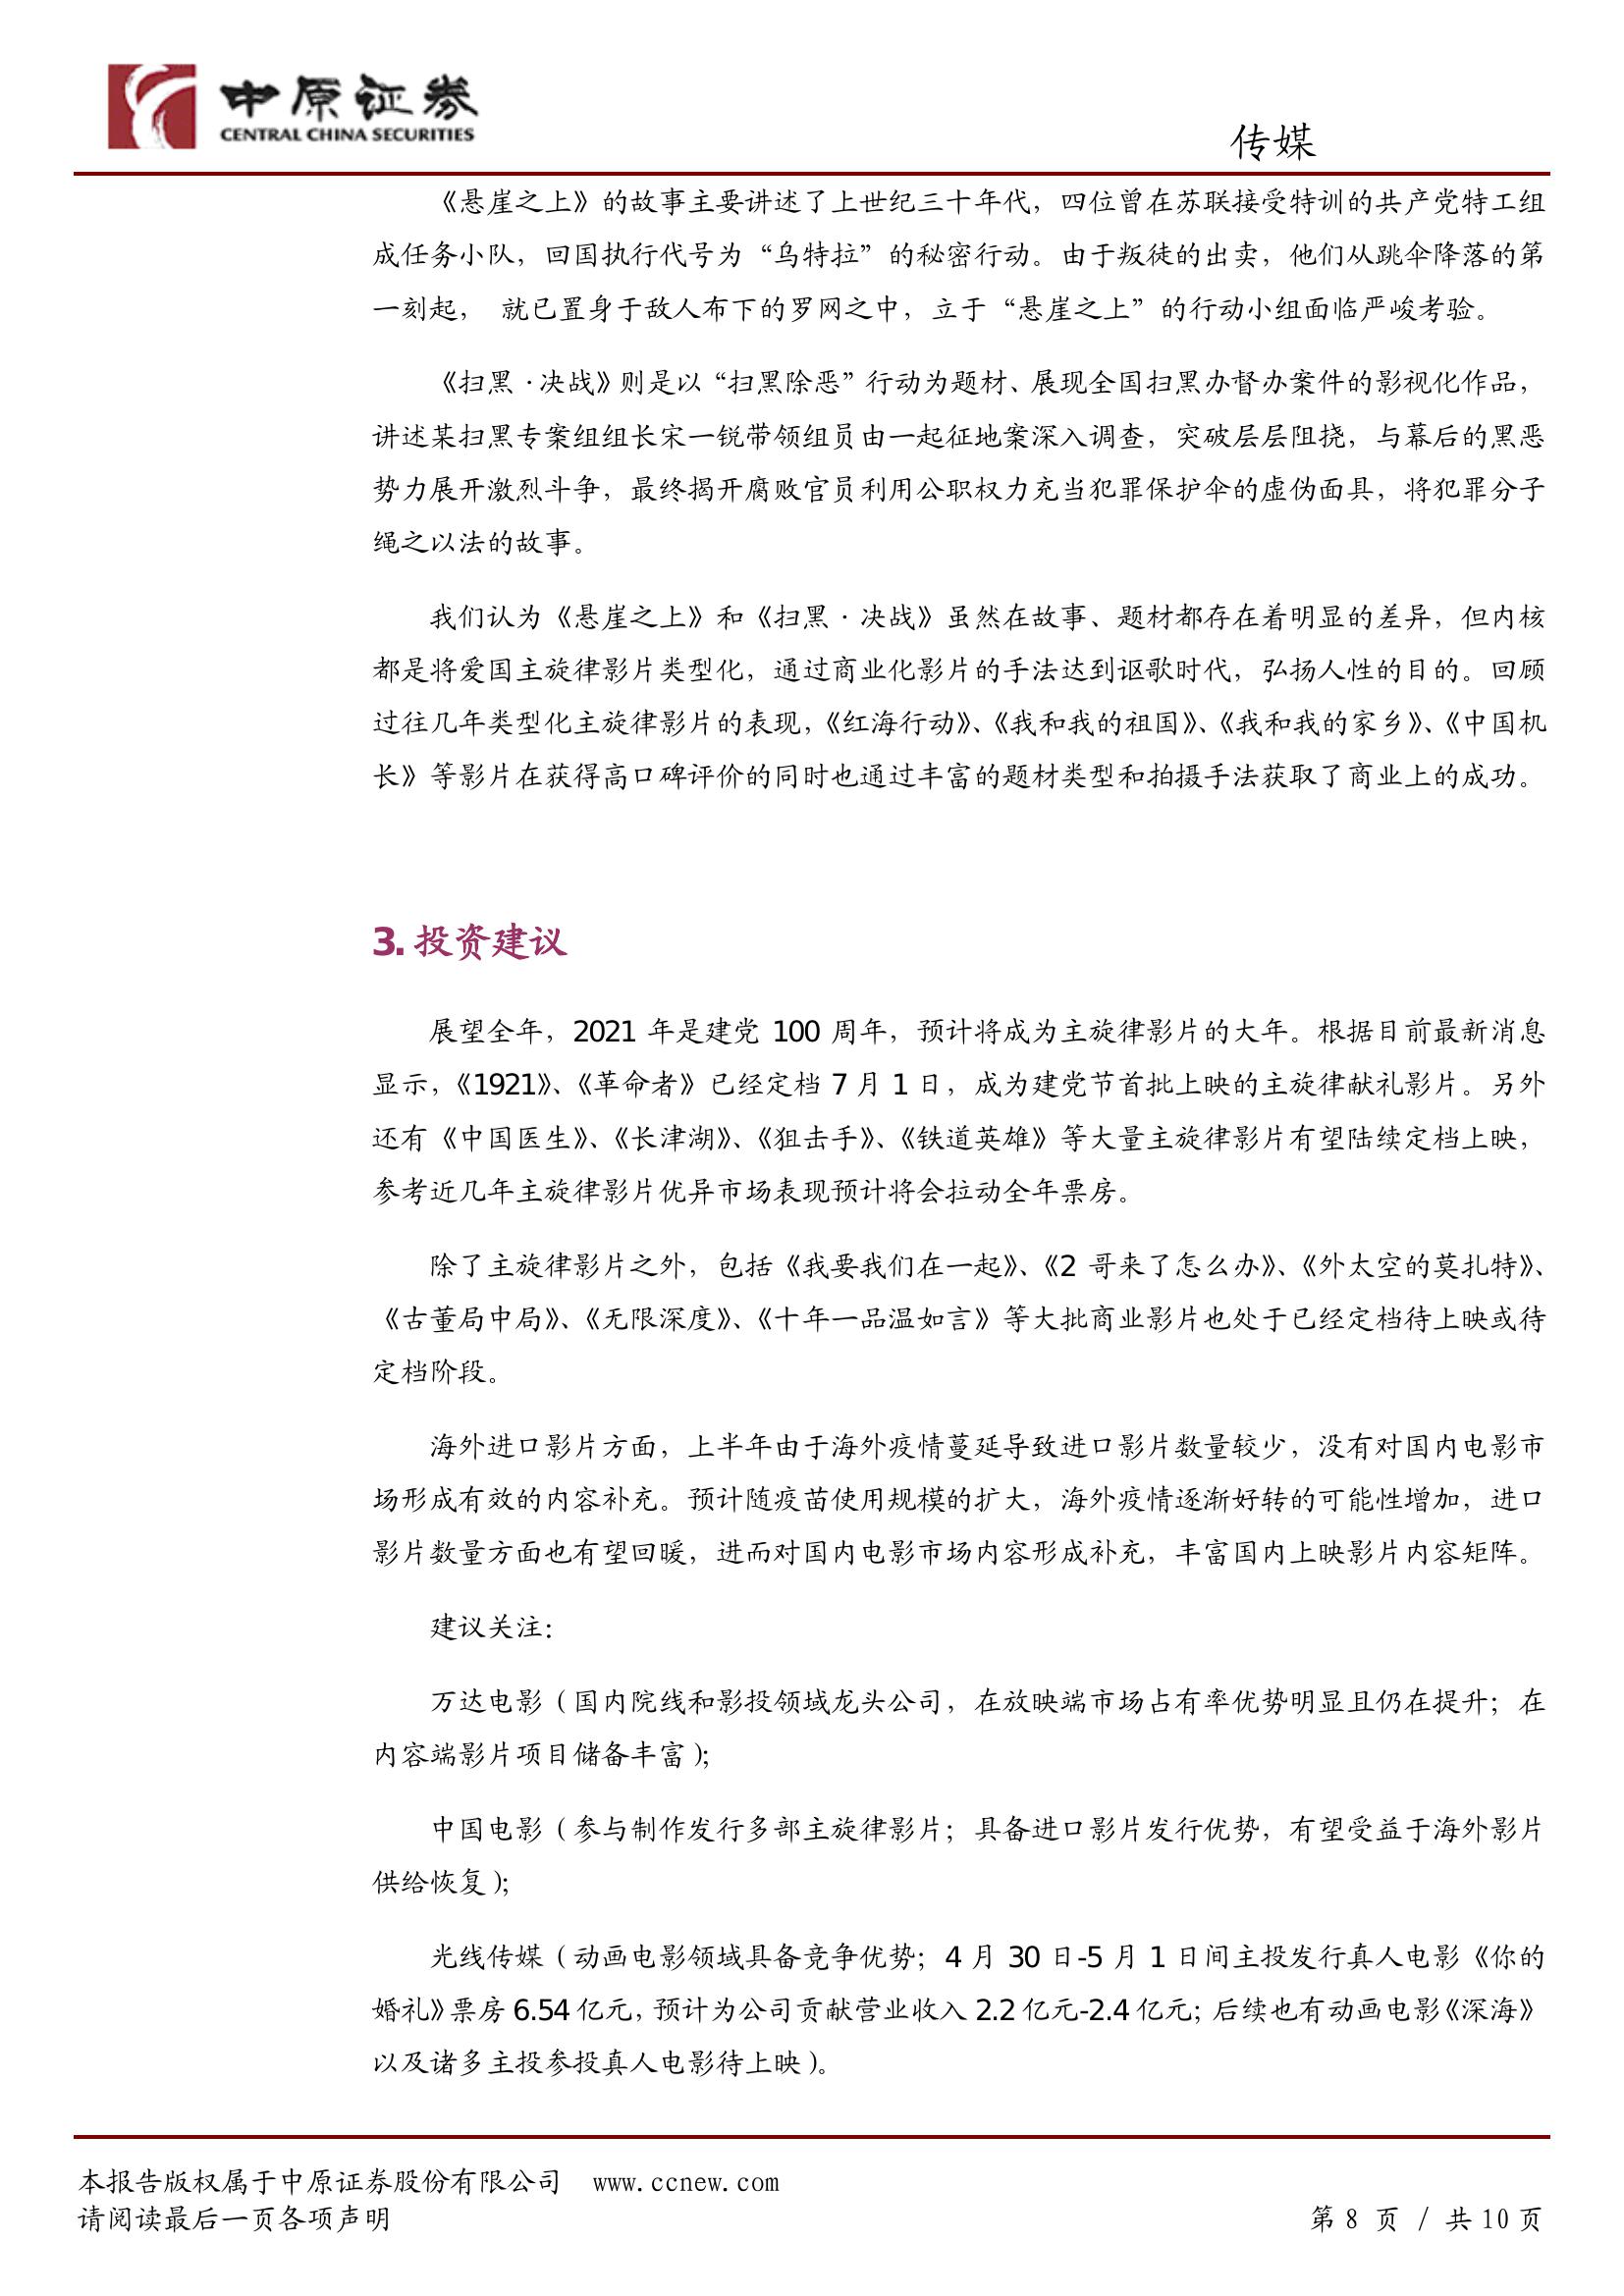 中原证券
CENTRAL CHINA SECURITIES
传媒
《悬崖之上》的故事主要讲述了上世纪三十年代，四位曾在苏联接受特训的共产党特工组
成任务小队，回国执行代号为“乌特拉”的秘密行动。由于叛徒的出卖，他们从跳伞降落的第
一刻起， 就已置身于敌人布下的罗网之中，立于“悬崖之上”的行动小组面临严峻考验。
《扫黑·决战》则是以“扫黑除恶”行动为题材、展现全国扫黑办督办案件的影视化作品，
讲述某扫黑专案组组长宋一锐带领组员由一起征地案深入调查，突破层层阻挠，与幕后的黑恶
势力展开激烈斗争，最终揭开腐败官员利用公职权力充当犯罪保护伞的虚伪面具，将犯罪分子
绳之以法的故事。
我们认为《悬崖之上》和《扫黑·决战》虽然在故事、题材都存在着明显的差异，但内核
都是将爱国主旋律影片类型化，通过商业化影片的手法达到讴歌时代，弘扬人性的目的。回顾
过往几年类型化主旋律影片的表现，《红海行动》、《我和我的祖国》、《我和我的家乡》、《中国机
长》等影片在获得高口碑评价的同时也通过丰富的题材类型和拍摄手法获取了商业上的成功。
3. 投资建议
展望全年，2021 年是建党 100 周年，预计将成为主旋律影片的大年。根据目前最新消息
显示，《1921》、《革命者》已经定档 7 月 1 日，成为建党节首批上映的主旋律献礼影片。另外
还有《中国医生》、《长津湖》、《狙击手》、《铁道英雄》等大量主旋律影片有望陆续定档上映，
参考近几年主旋律影片优异市场表现预计将会拉动全年票房。
除了主旋律影片之外，包括《我要我们在一起》、《2 哥来了怎么办》、《外太空的莫扎特》、
《古董局中局》、《无限深度》、《十年一品温如言》等大批商业影片也处于已经定档待上映或待
定档阶段。
海外进口影片方面，上半年由于海外疫情蔓延导致进口影片数量较少，没有对国内电影市
场形成有效的内容补充。预计随疫苗使用规模的扩大，海外疫情逐渐好转的可能性增加，进口
影片数量方面也有望回暖，进而对国内电影市场内容形成补充，丰富国内上映影片内容矩阵。
建议关注：
万达电影（国内院线和影投领域龙头公司，在放映端市场占有率优势明显且仍在提升；在
内容端影片项目储备丰富）；
中国电影（参与制作发行多部主旋律影片；具备进口影片发行优势，有望受益于海外影片
供给恢复）；
光线传媒（动画电影领域具备竞争优势；4 月 30 日-5 月 1 日间主投发行真人电影《你的
婚礼》票房 6.54 亿元，预计为公司贡献营业收入 2.2 亿元-2.4 亿元；后续也有动画电影《深海》
以及诸多主投参投真人电影待上映）。
本报告版权属于中原证券股份有限公司 www.ccnew.com
请阅读最后一页各项声明
第 8 页 / 共 10 页